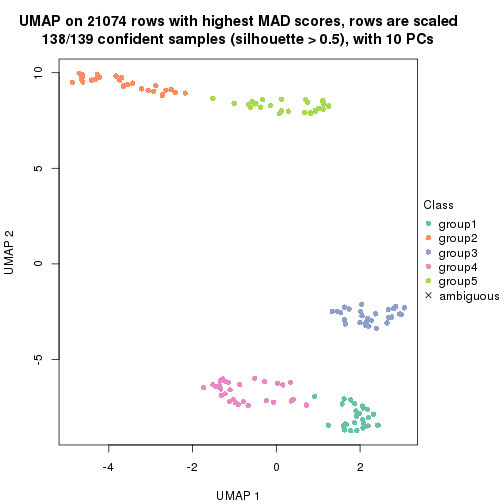 UMAP on 21074 rows with highest MAD scores, rows are scaled
138/139 confident samples (silhouette > 0.5), with 10 PCs
10
5
0
-5
UMAP 2
-4
-2
0
2
UMAP 1
Class
group1
group2
group3
group4
group5
ambiguous